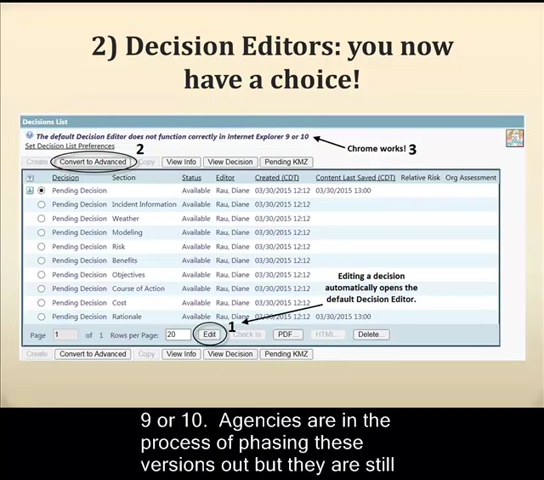 2) Decision Editors: you now
have a choice!
Decisions List
The default Decision Editor does not function correctly in Internet Explorer 9 or 10
Chrome works! 3
Set Decision List Preferences
2
Create Convert to Advanced Copy View Info View Decision Pending KMZ
Decision Section Status Editor Created (CDT) Content Last Saved (CDT) Relative Risk Org Assessment
Pending Decision Available Rau, Diane 03/30/2015 12:12 03/30/2015 13:00
Pending Decision Incident Information Available Rau, Diane 03/30/2015 12:12
Pending Decision Weather Available Rau, Diane 03/30/2015 12:12
Pending Decision Modeling Available Rau, Diane 03/30/2015 12:12
Pending Decision Risk Available Rau, Diane 03/30/2015 12:12
Pending Decision Benefits Available Rau, Diane 03/30/2015 12:12
Pending Decision Objectives Available Rau, Diane 03/30/2015 12:12
Pending Decision Course of Action Available Rau, Diane 03/30/2015 12:12
Pending Decision Cost Available Rau, Diane 03/30/2015 12:12
Pending Decision Rationale Available Rau, Diane 03/30/2015 12:12 03/30/2015 13:00
Editing a decision
automatically opens the
default Decision Editor.
Page 1 of 1 Rows per Page: 20 Edit 1 Check In PDF... HTML... Delete...
Create Convert to Advanced Copy View Info View Decision Pending KMZ
9 or 10. Agencies are in the
process of phasing these
versions out but they are still